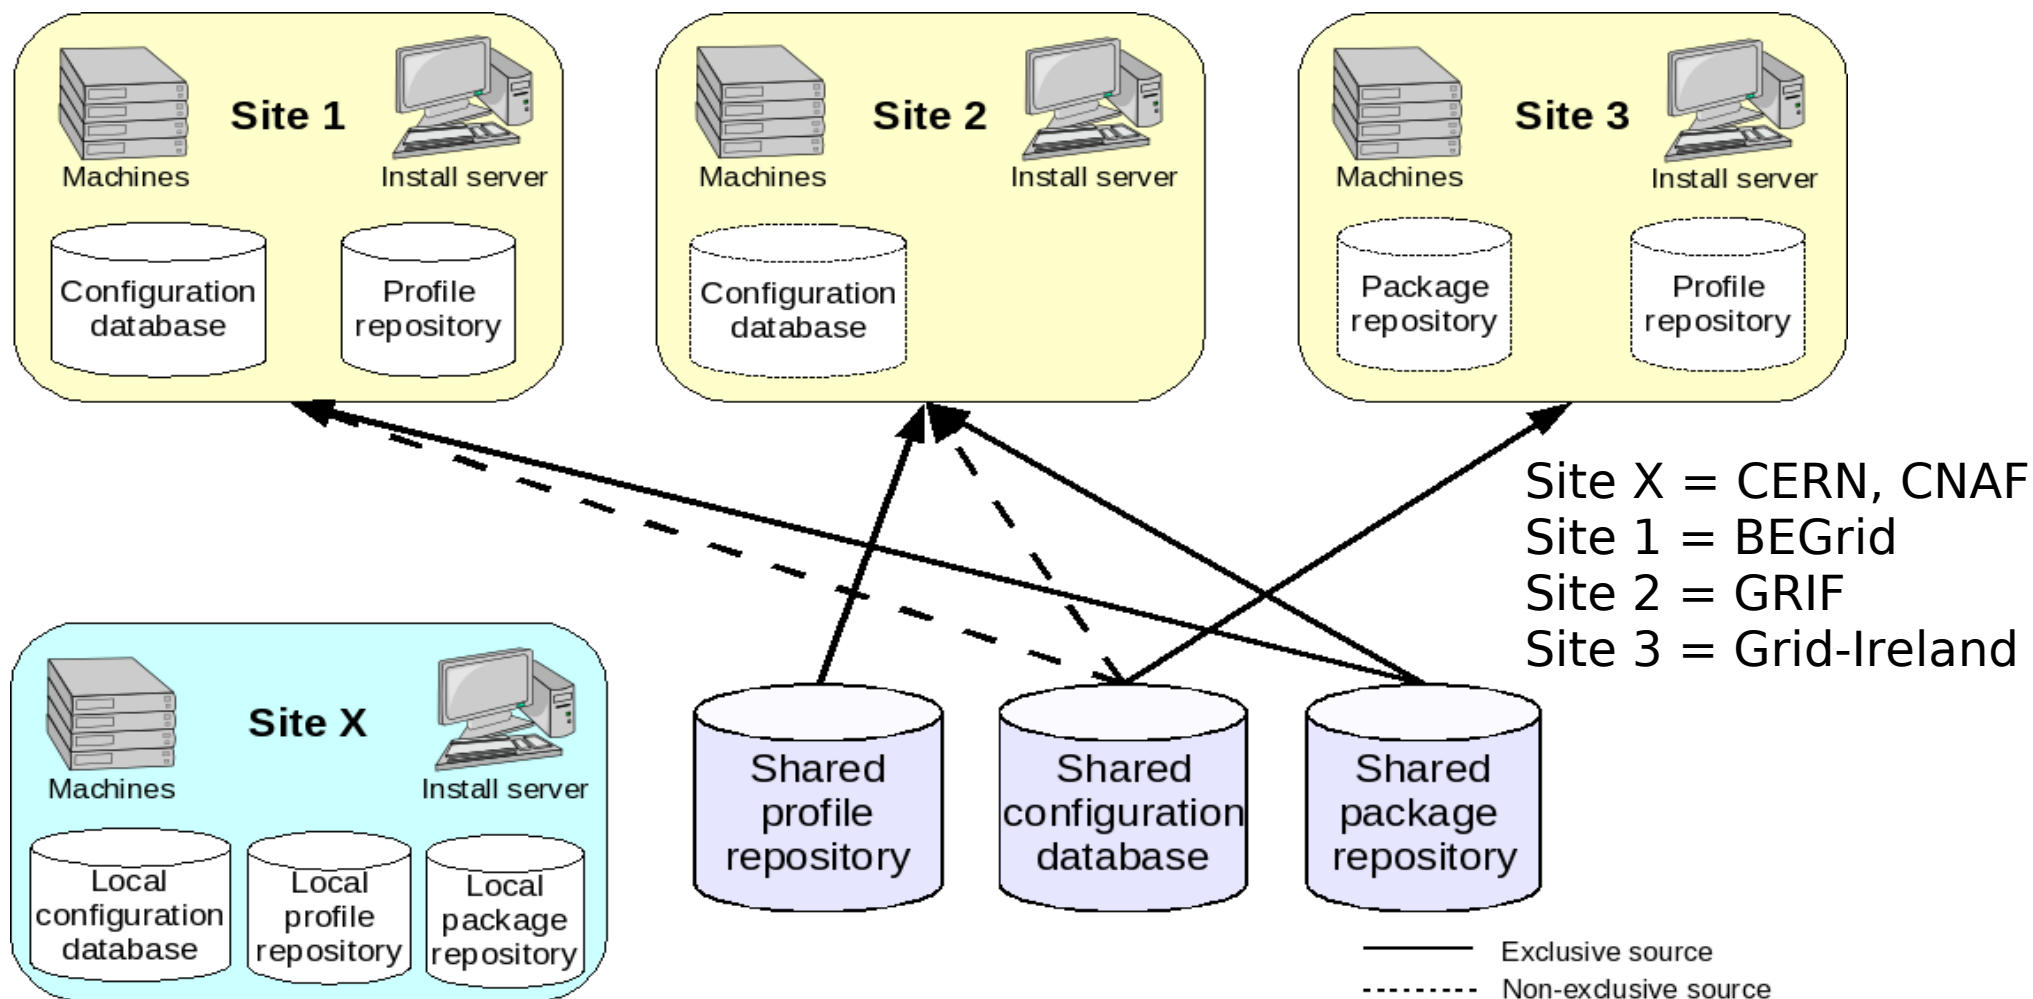 Site 1
Machines
Install server
Configuration
database
Profile
repository
Site 2
Machines
Install server
Configuration
database
Site 3
Machines
Install server
Package
repository
Profile
repository
Site X = CERN, CNAF
Site 1 = BEGrid
Site 2 = GRIF
Site 3 = Grid-Ireland
Site X
Machines
Install server
Local
configuration
database
Local
profile
repository
Local
package
repository
Shared
profile
repository
Shared
configuration
database
Shared
package
repository
Exclusive source
Non-exclusive source